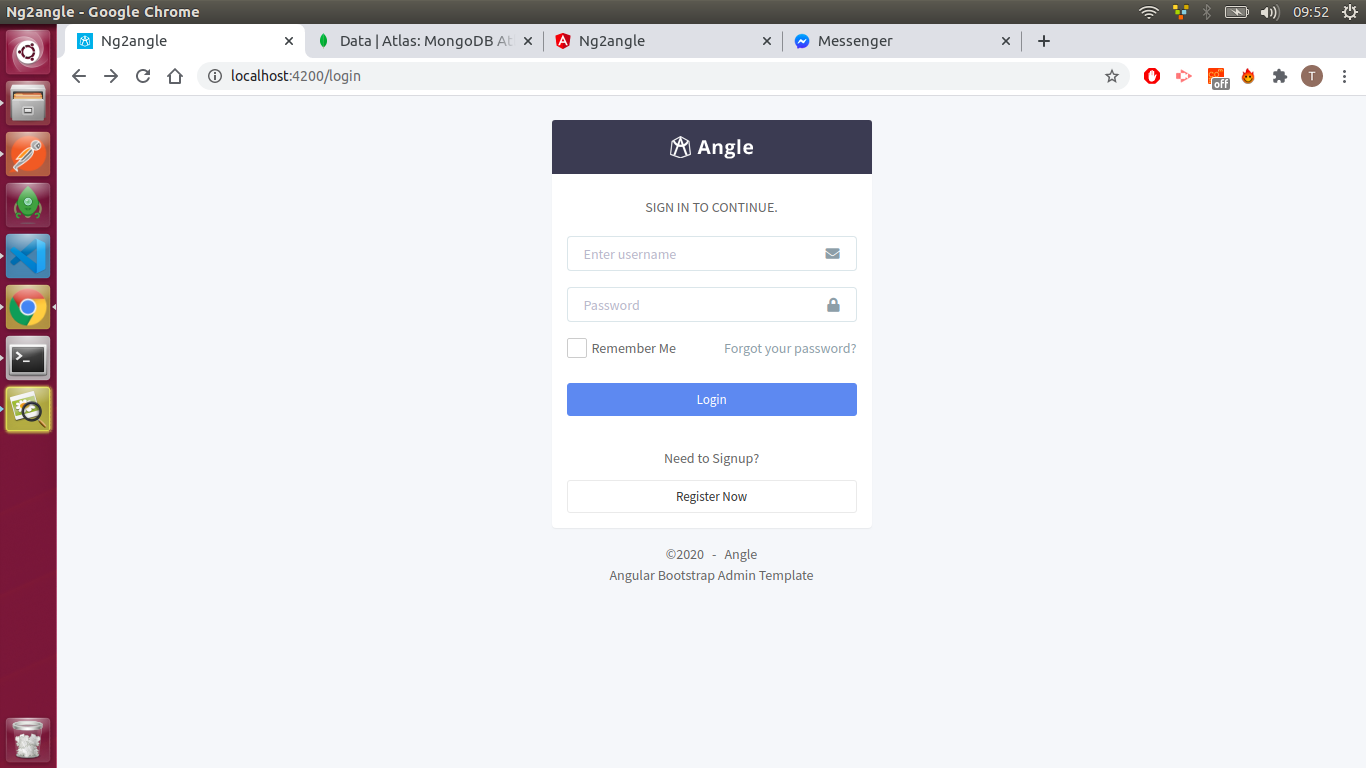 Ng2angle - Google Chrome
09:52
Ng2angle
Data | Atlas: MongoDB At
Ng2angle
Messenger
localhost:4200/login
off
T
Angle
SIGN IN TO CONTINUE.
Enter username
Password
Remember Me
Forgot your password?
Login
Need to Signup?
Register Now
©2020 - Angle
Angular Bootstrap Admin Template